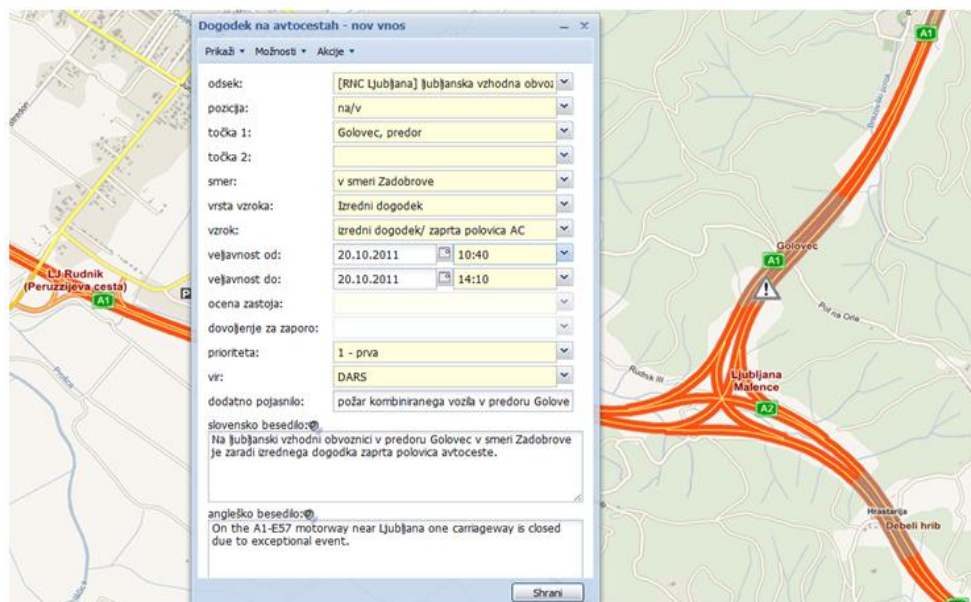 Dogodek na avtocestah - nov vnos
Prikaži Možnosti Akcije
odsek: [RNC Ljubljana] ljubljanska vzhodna obvoz
pozicija: na/v
točka 1: Golovec, predor
točka 2:
smer: v smeri Zadobrove
vrsta vzroka: Izredni dogodek
vzrok: izredni dogodek/ zaprta polovica AC
veljavnost od: 20.10.2011 10:40
veljavnost do: 20.10.2011 14:10
ocena zastoja:
dovoljenje za zaporo:
prioriteta: 1 - prva
vir: DARS
dodatno pojasnilo: požar kombiniranega vozila v predoru Golove
slovensko besedilo:
Na ljubljanski vzhodni obvoznici v predoru Golovec v smeri Zadobrove
je zaradi izrednega dogodka zaprta polovica avtoceste.
angleško besedilo:
On the A1-E57 motorway near Ljubljana one carriageway is closed
due to exceptional event.
Shrani
LJ Rudnik
(Peruzzijeva cesta)
A1
P
A1
Golovec
A1
Pot na Orle
Rudnik III
Ljubljana
Malence
A2
Hrastarija
Debeli hrib